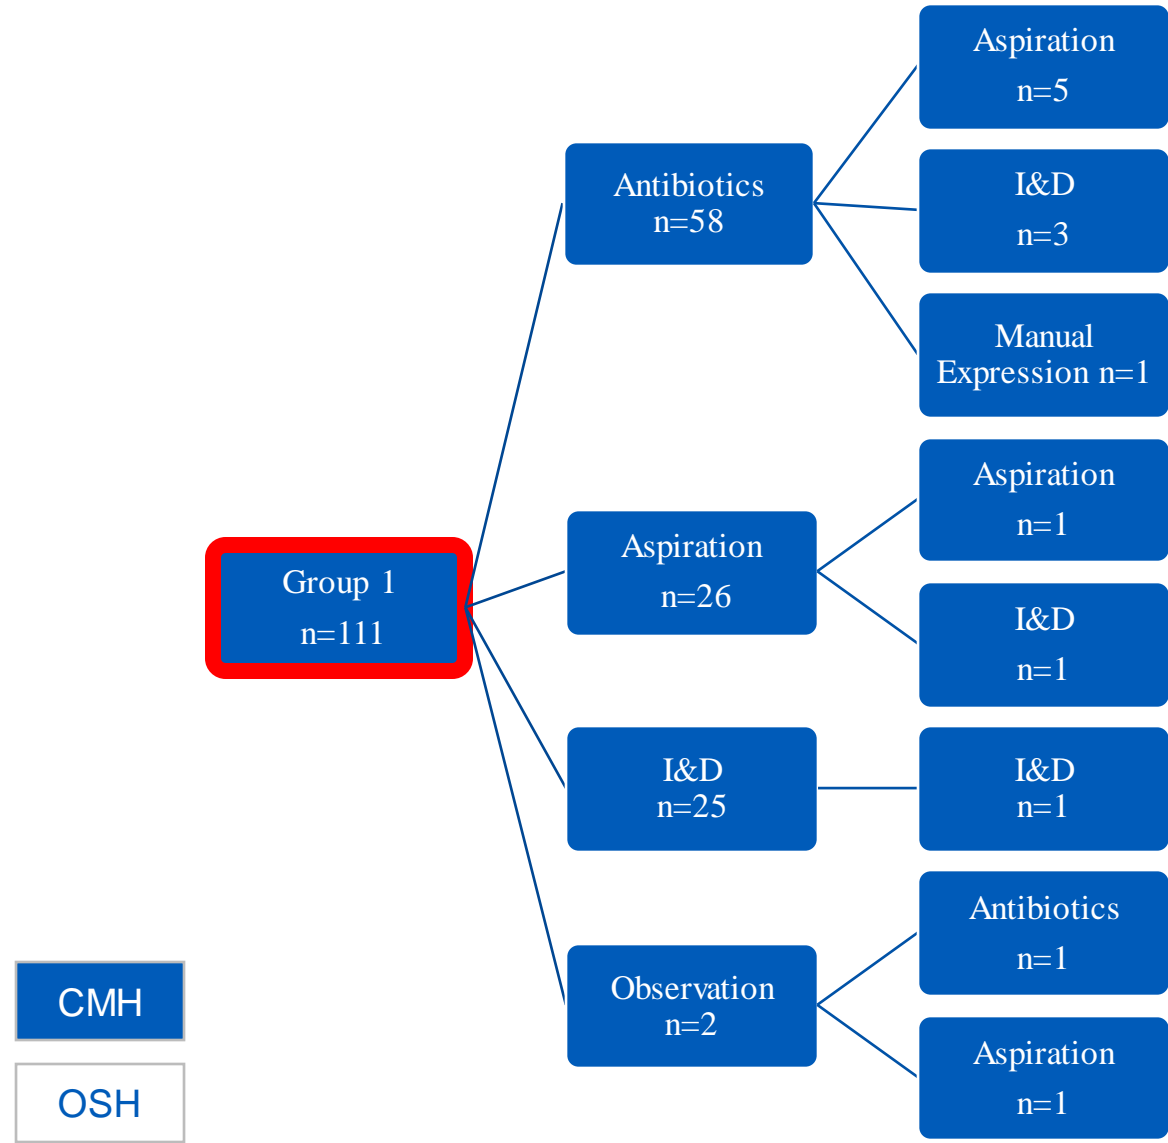 Group 1
n=111
Antibiotics
n=58
Aspiration
n=5
I&D
n=3
Manual
Expression n=1
Aspiration
n=26
Aspiration
n=1
I&D
n=1
I&D
n=25
I&D
n=1
Observation
n=2
Antibiotics
n=1
Aspiration
n=1
CMH
OSH